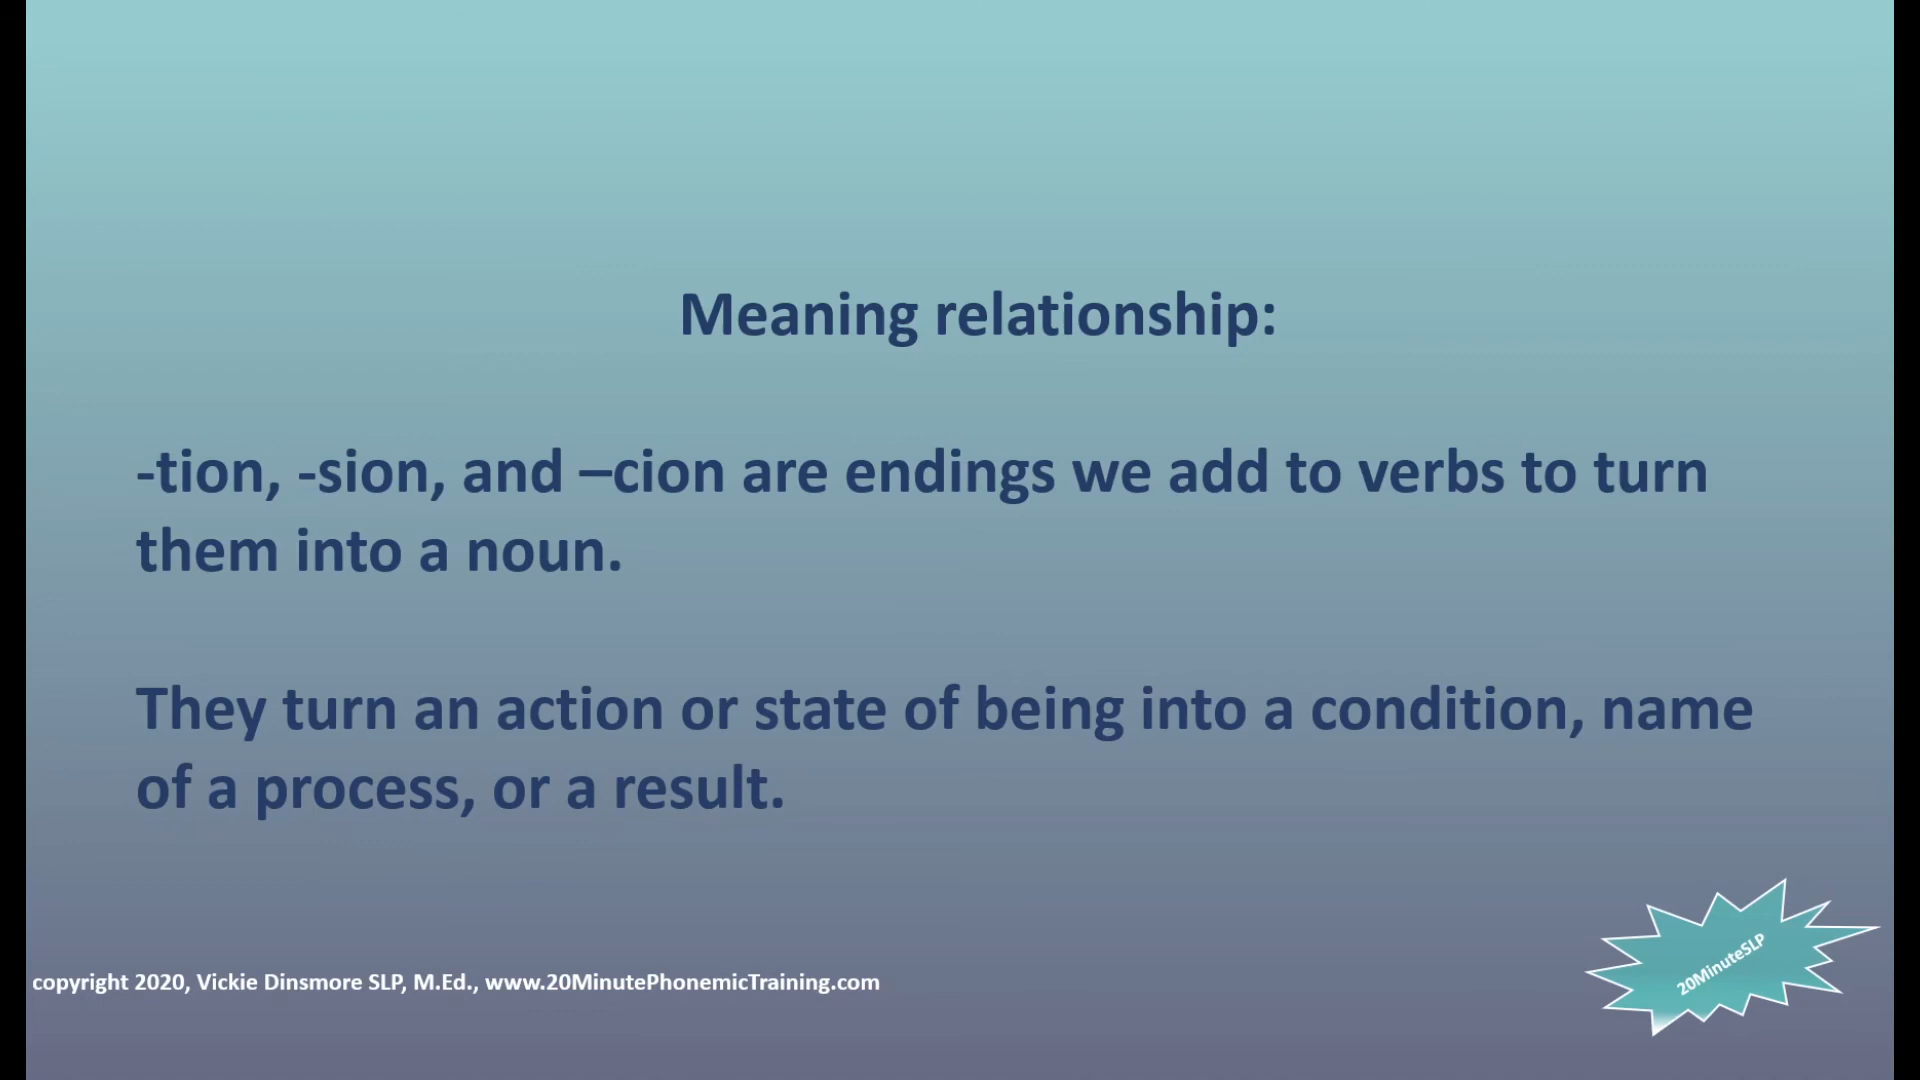 Meaning relationship:
-tion, -sion, and –cion are endings we add to verbs to turn
them into a noun.
They turn an action or state of being into a condition, name
of a process, or a result.
copyright 2020, Vickie Dinsmore SLP, M.Ed., www.20MinutePhonemicTraining.com
20MinuteSLP